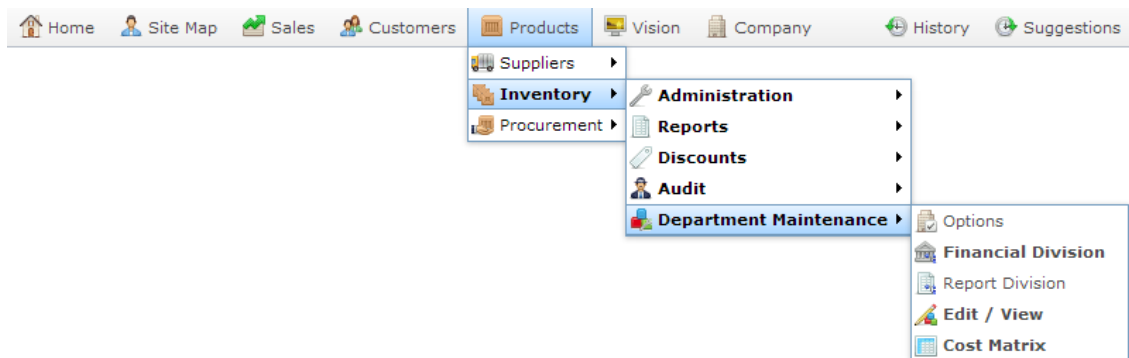 Home Site Map Sales Customers Products Vision Company History Suggestions
Suppliers
Inventory Administration
Procurement Reports
Discounts
Audit
Department Maintenance Options
Financial Division
Report Division
Edit / View
Cost Matrix